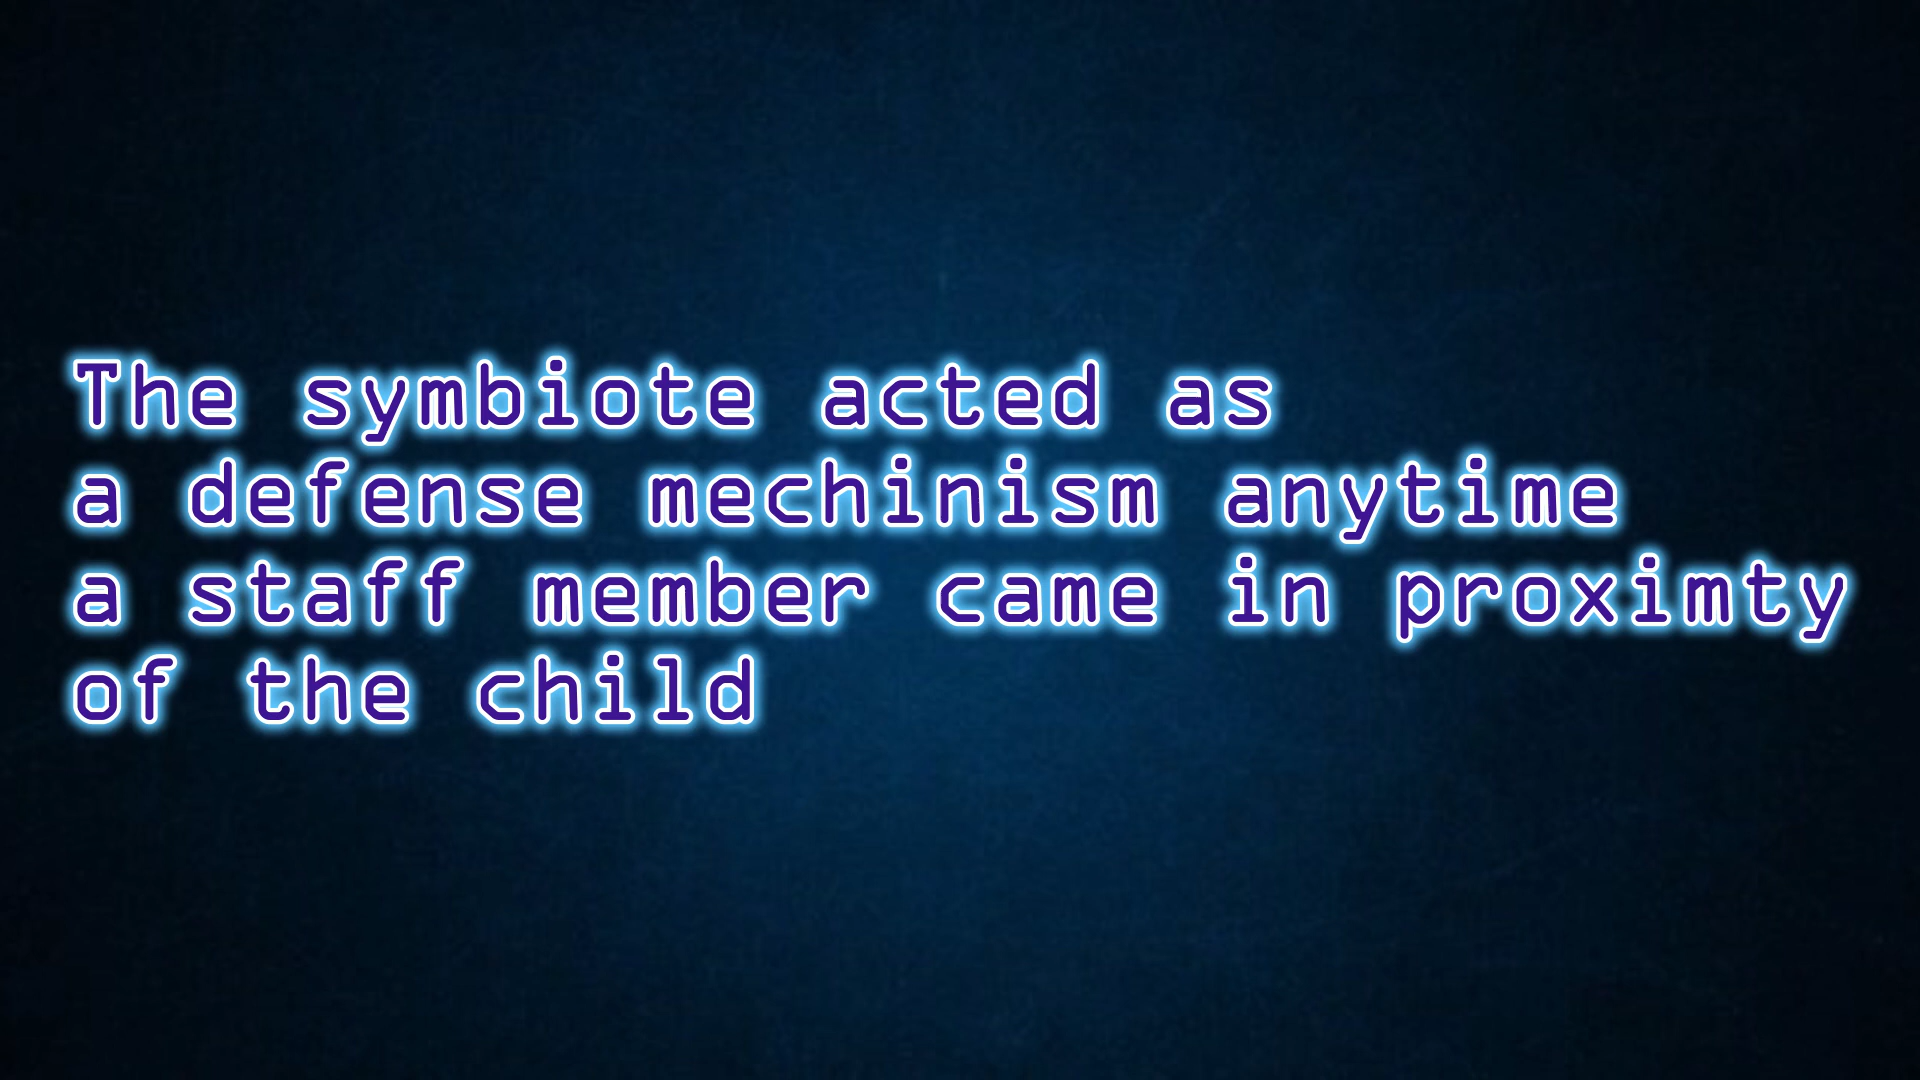 The symbiote acted as
a defense mechinism anytime
a staff member came in proximty
of the child